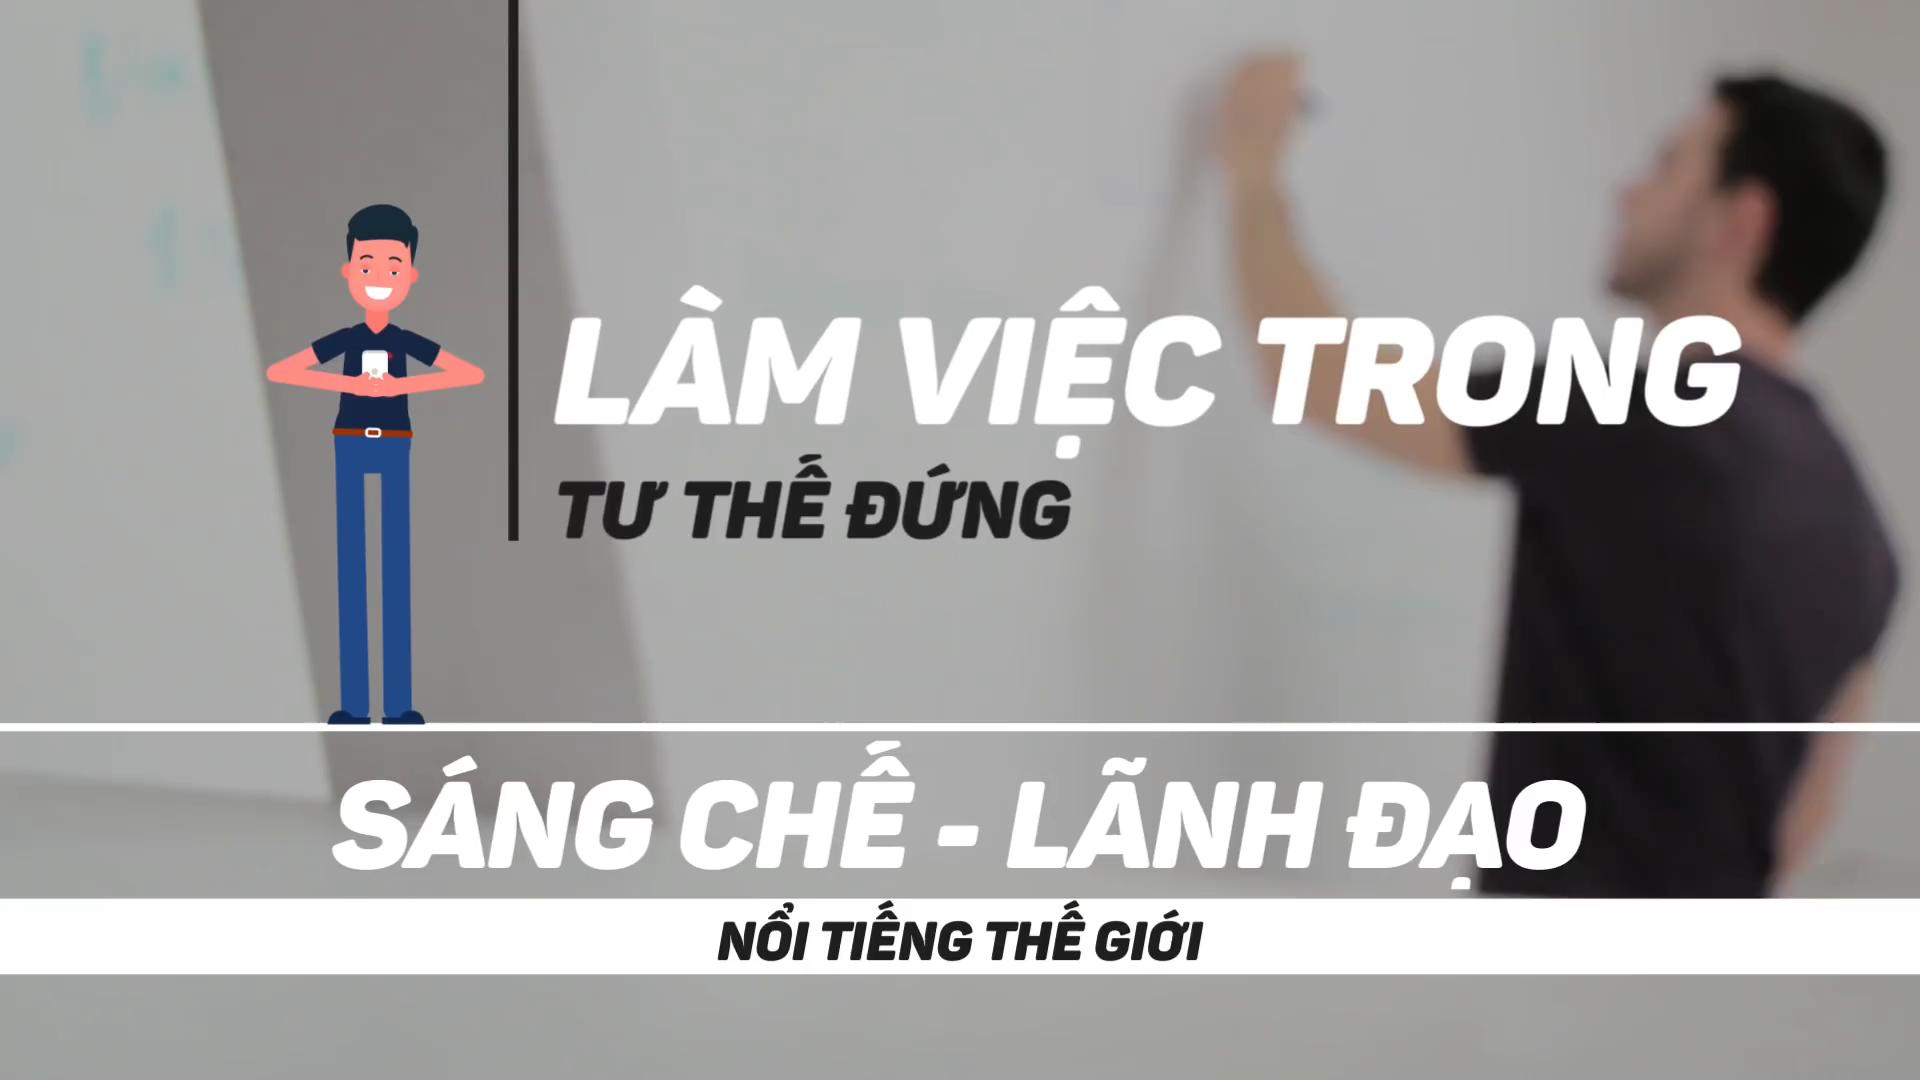 LÀM VIỆC TRONG
TƯ THẾ ĐỨNG
SÁNG CHẾ - LÃNH ĐẠO
NỔI TIẾNG THẾ GIỚI